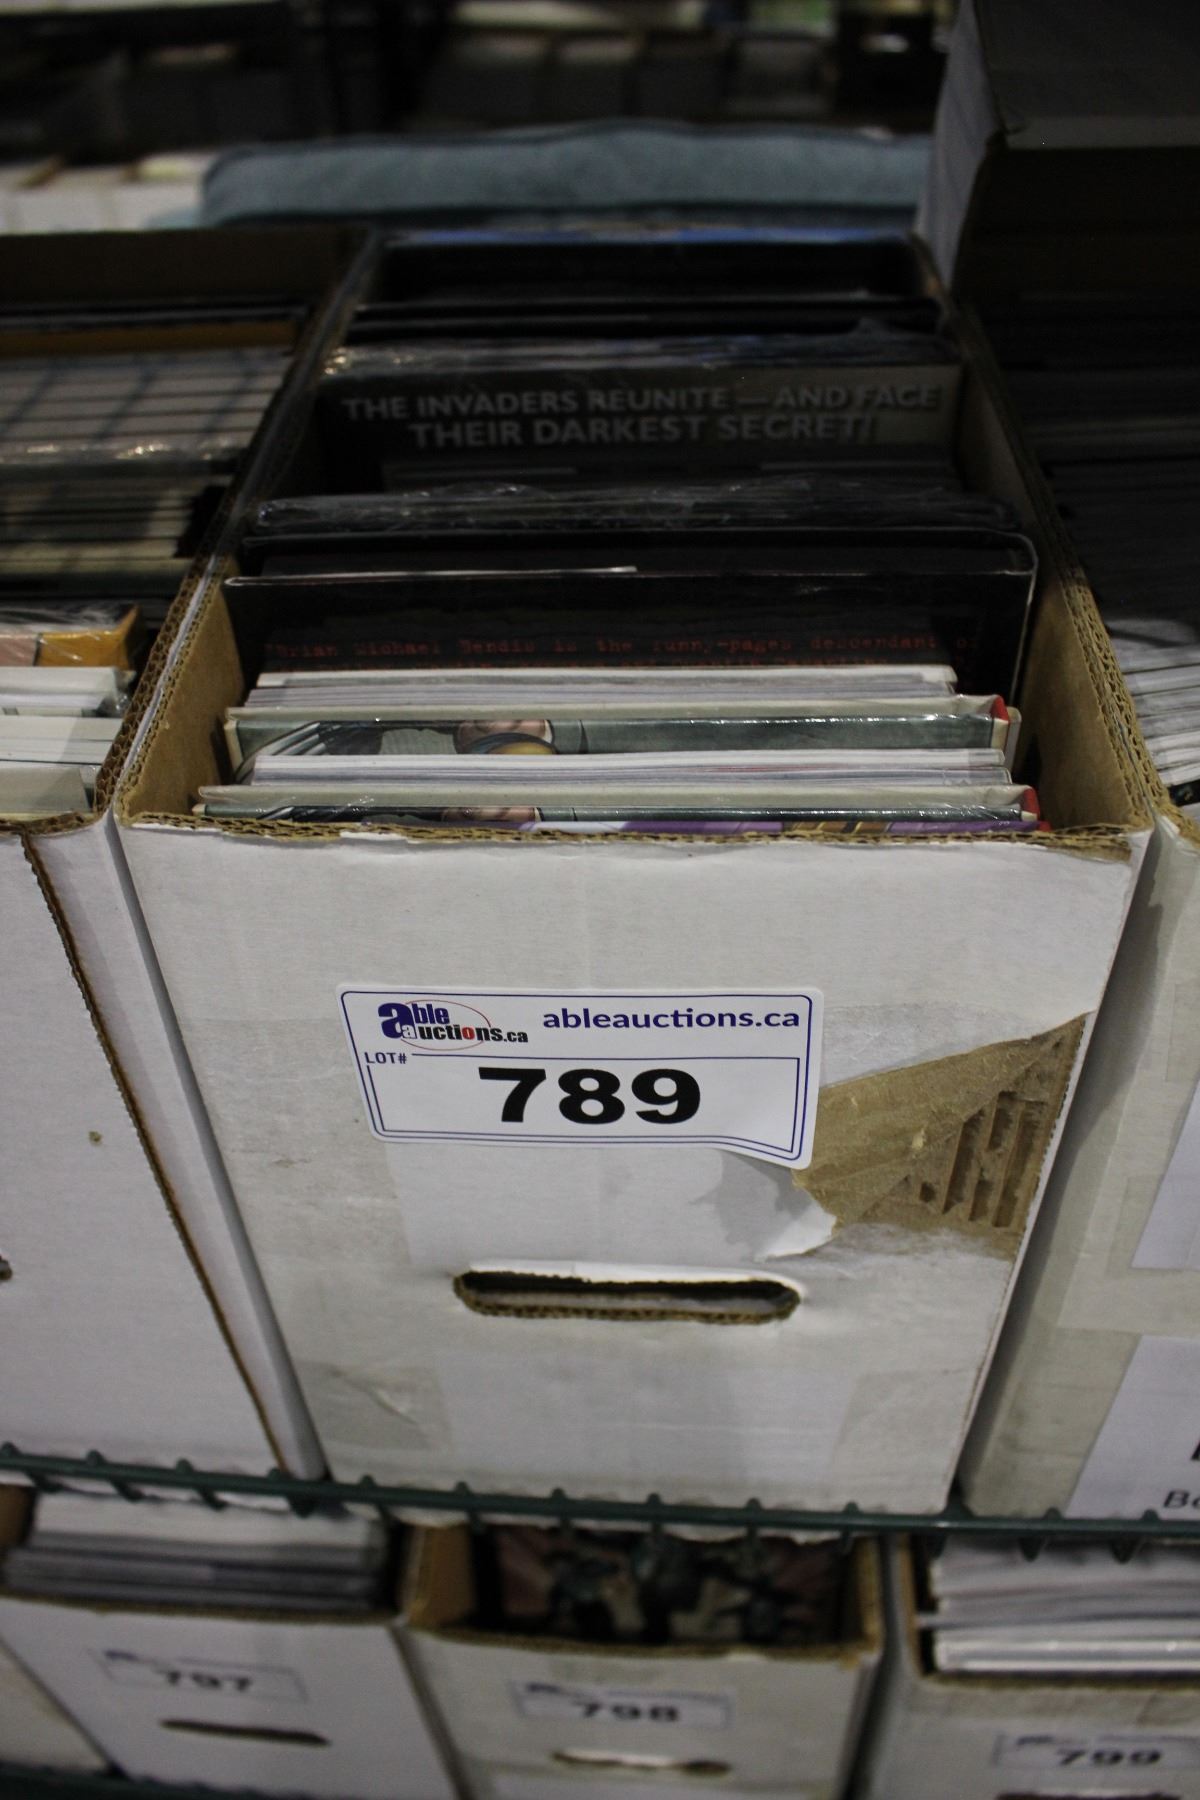 THE INVADERS REUNITE — AND FACE
THEIR DARKEST SECRET!
Brian Michael Bendis is the funny-pages descendant of
able auctions.ca
ableauctions.ca
LOT#
789
797
798
799